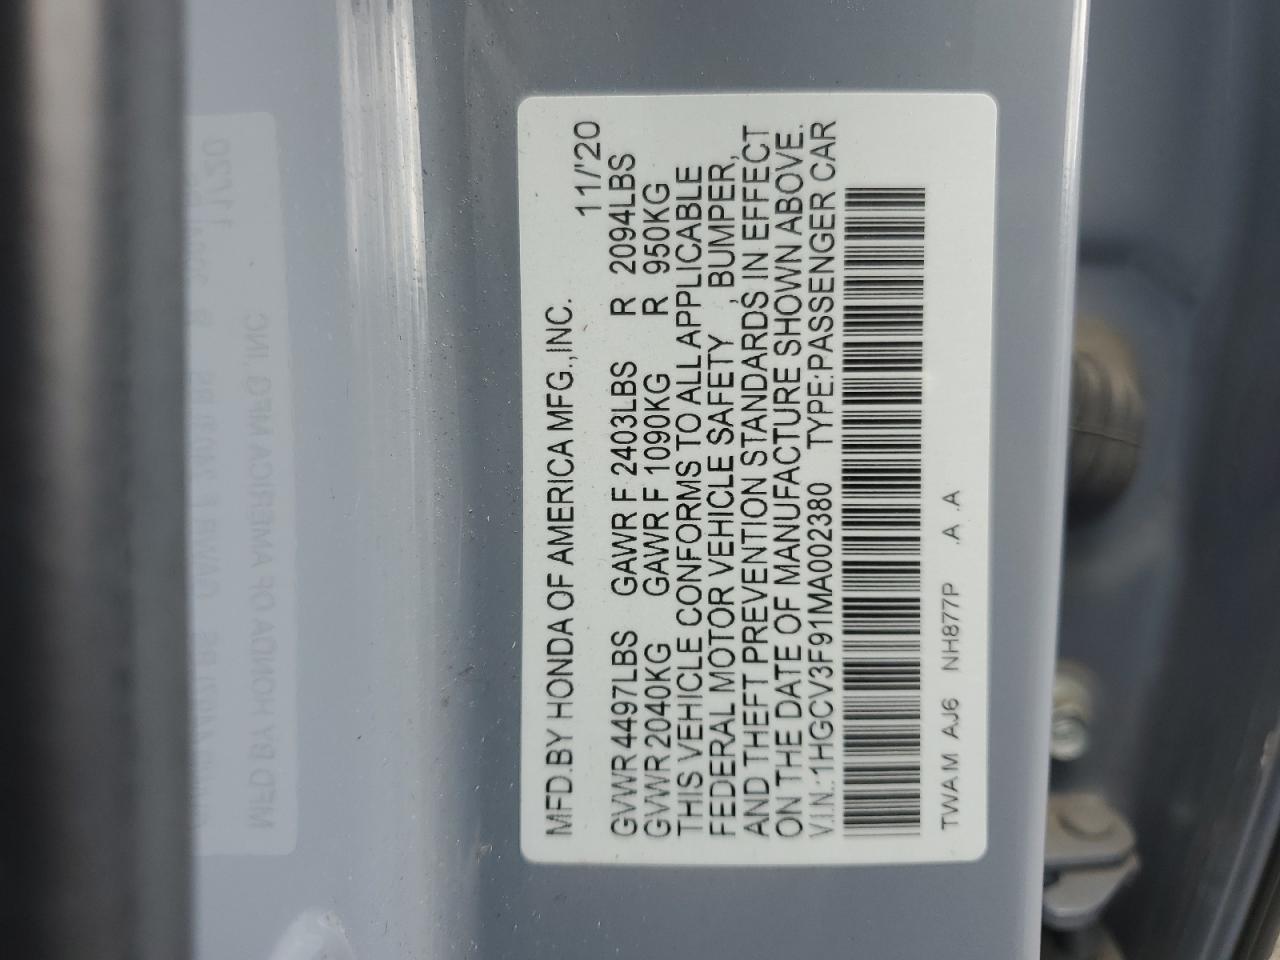 MFD.BY HONDA OF AMERICA MFG.,INC. 11/'20
GVWR 4497LBS GAWR F 2403LBS R 2094LBS
GVWR 2040KG GAWR F 1090KG R 950KG
THIS VEHICLE CONFORMS TO ALL APPLICABLE
FEDERAL MOTOR VEHICLE SAFETY , BUMPER,
AND THEFT PREVENTION STANDARDS IN EFFECT
ON THE DATE OF MANUFACTURE SHOWN ABOVE.
V.I.N.:1HGCV3F91MA002380 TYPE:PASSENGER CAR
TWAM AJ6 NH877P .A .A